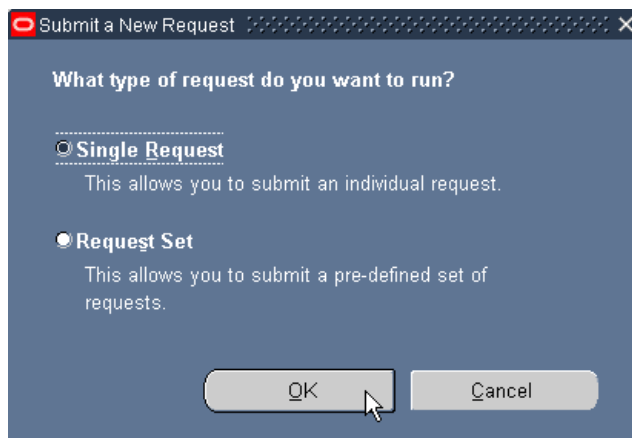 Submit a New Request
What type of request do you want to run?
Single Request
This allows you to submit an individual request.
Request Set
This allows you to submit a pre-defined set of
requests.
OK
Cancel